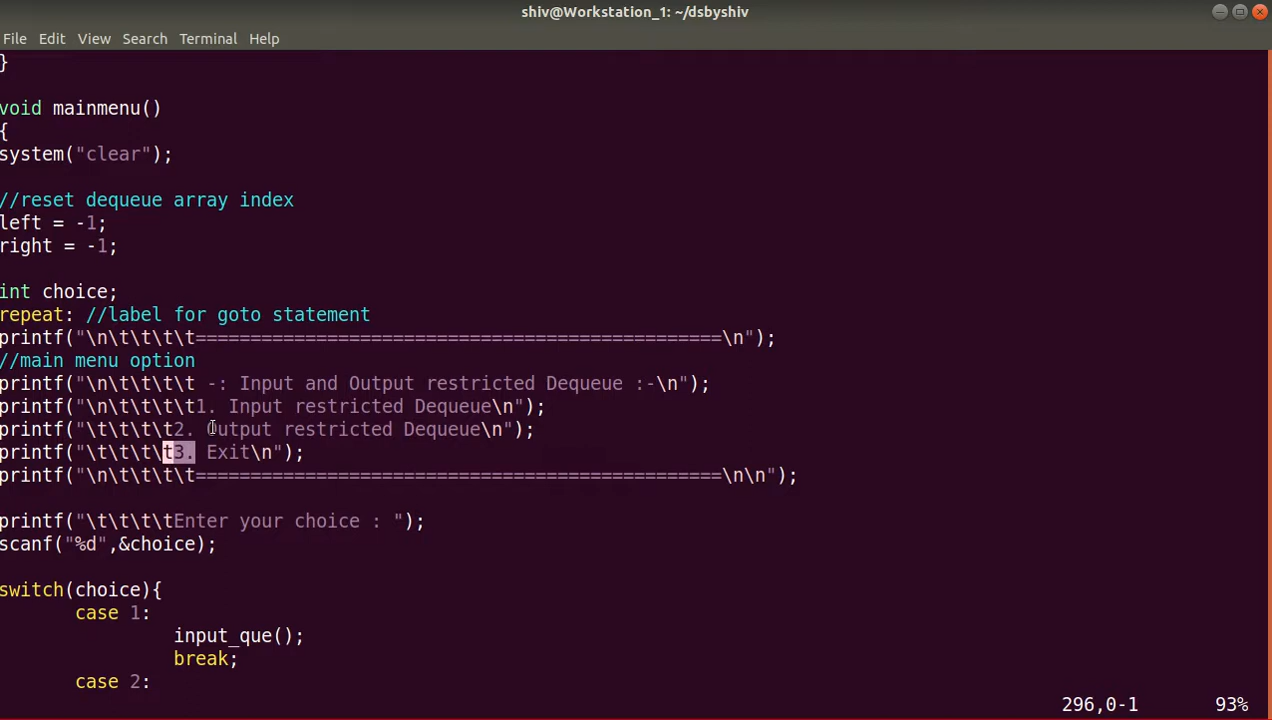 shiv@Workstation_1: ~/dsbyshiv
File Edit View Search Terminal Help
}
void mainmenu()
{
system("clear");
//reset dequeue array index
left = -1;
right = -1;
int choice;
repeat: //label for goto statement
printf("\n\t\t\t\t================================================\n");
//main menu option
printf("\n\t\t\t\t -: Input and Output restricted Dequeue :-\n");
printf("\n\t\t\t\t1. Input restricted Dequeue\n");
printf("\t\t\t\t2. Output restricted Dequeue\n");
printf("\t\t\t\t3. Exit\n");
printf("\n\t\t\t\t================================================\n\n");
printf("\t\t\t\tEnter your choice : ");
scanf("%d",&choice);
switch(choice){
case 1:
input_que();
break;
case 2:
296,0-1 93%